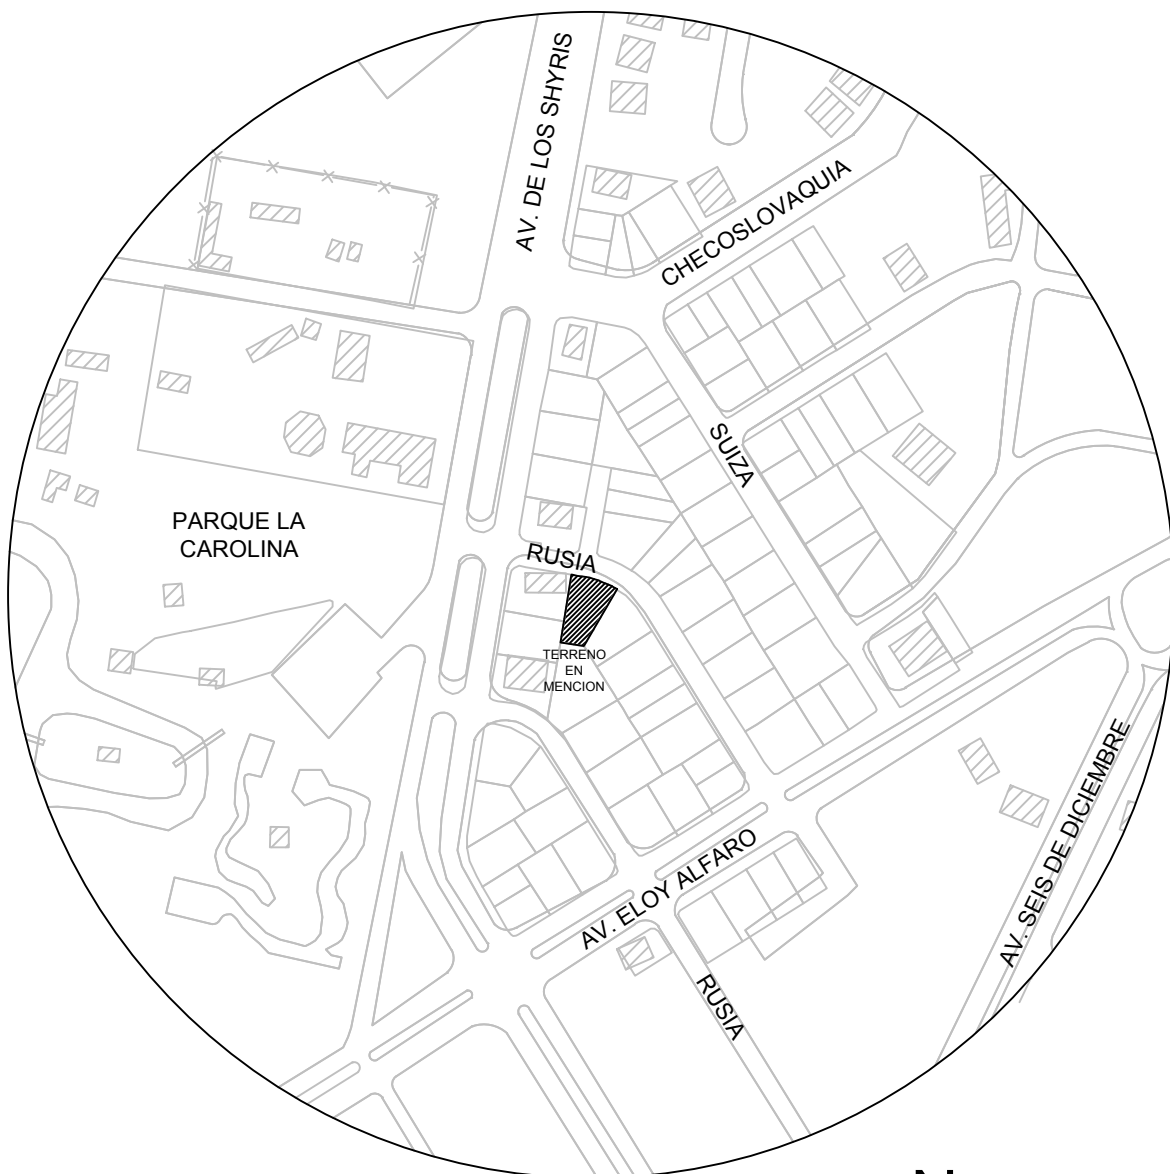 AV. DE LOS SHYRIS
CHECOSLOVAQUIA
SUIZA
PARQUE LA
CAROLINA
RUSIA
TERRENO
EN
MENCION
AV. SEIS DE DICIEMBRE
AV. ELOY ALFARO
RUSIA